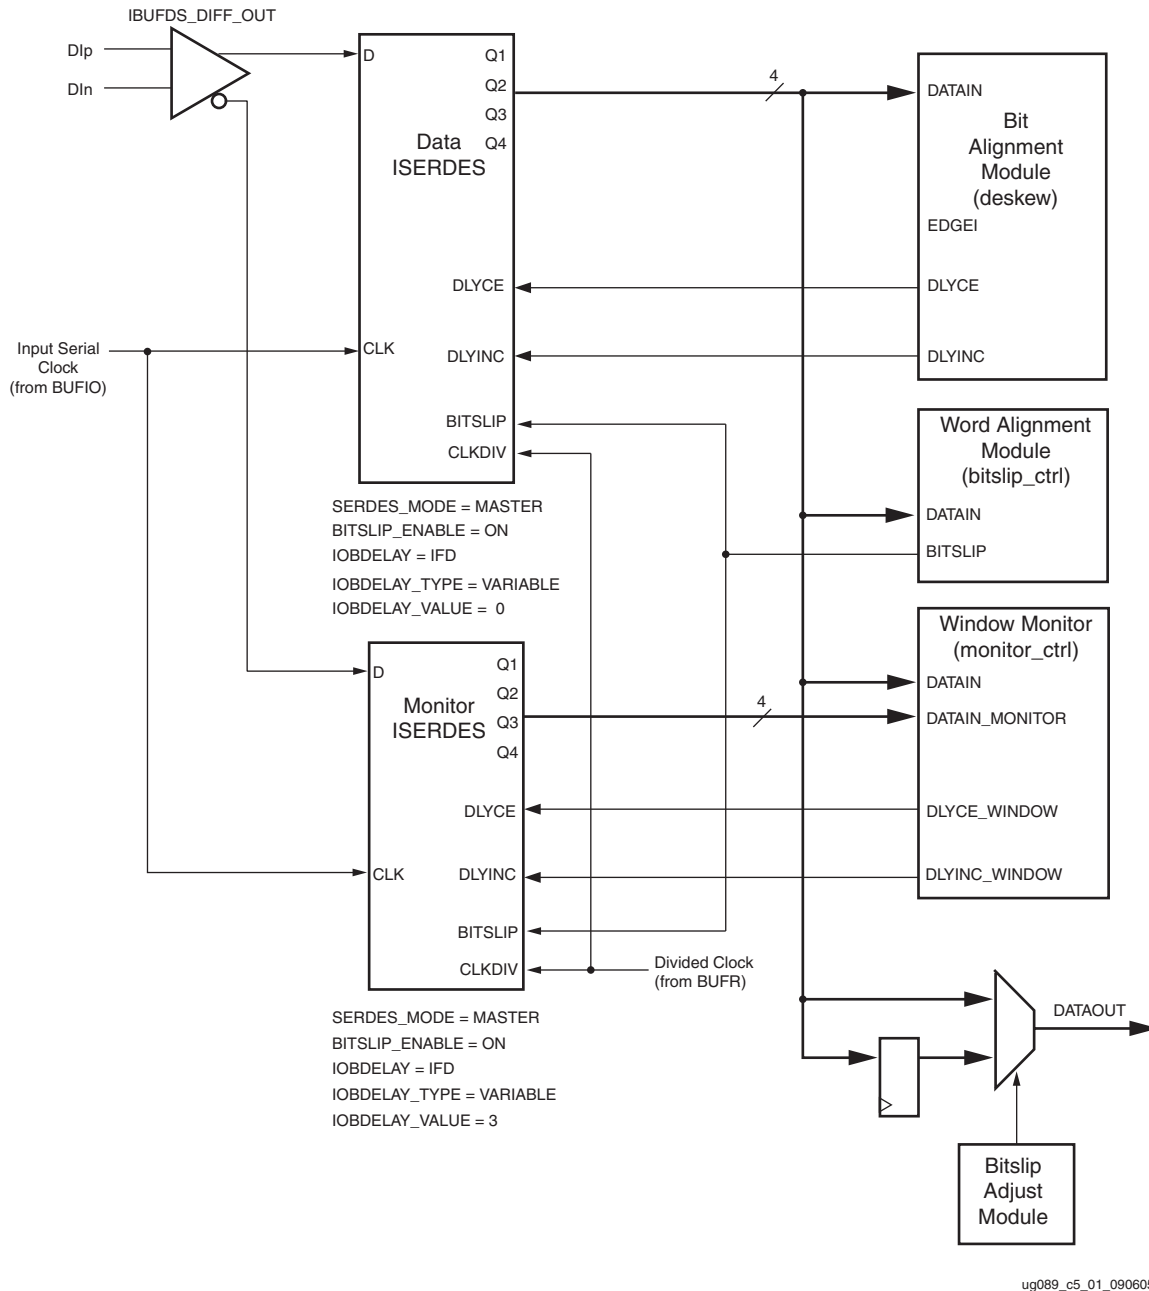 IBUFDS_DIFF_OUT
DIp
DIn
D
Q1
Q2
Q3
Q4
Data
ISERDES
DLYCE
CLK
DLYINC
BITSLIP
CLKDIV
4
DATAIN
Bit
Alignment
Module
(deskew)
EDGEI
DLYCE
DLYINC
Input Serial
Clock
(from BUFIO)
Word Alignment
Module
(bitslip_ctrl)
DATAIN
BITSLIP
SERDES_MODE = MASTER
BITSLIP_ENABLE = ON
IOBDELAY = IFD
IOBDELAY_TYPE = VARIABLE
IOBDELAY_VALUE = 0
Window Monitor
(monitor_ctrl)
DATAIN
DATAIN_MONITOR
DLYCE_WINDOW
DLYINC_WINDOW
D
Q1
Q2
Q3
Q4
Monitor
ISERDES
4
DLYCE
CLK
DLYINC
BITSLIP
CLKDIV
Divided Clock
(from BUFR)
SERDES_MODE = MASTER
BITSLIP_ENABLE = ON
IOBDELAY = IFD
IOBDELAY_TYPE = VARIABLE
IOBDELAY_VALUE = 3
DATAOUT
Bitslip
Adjust
Module
ug089_c5_01_090605